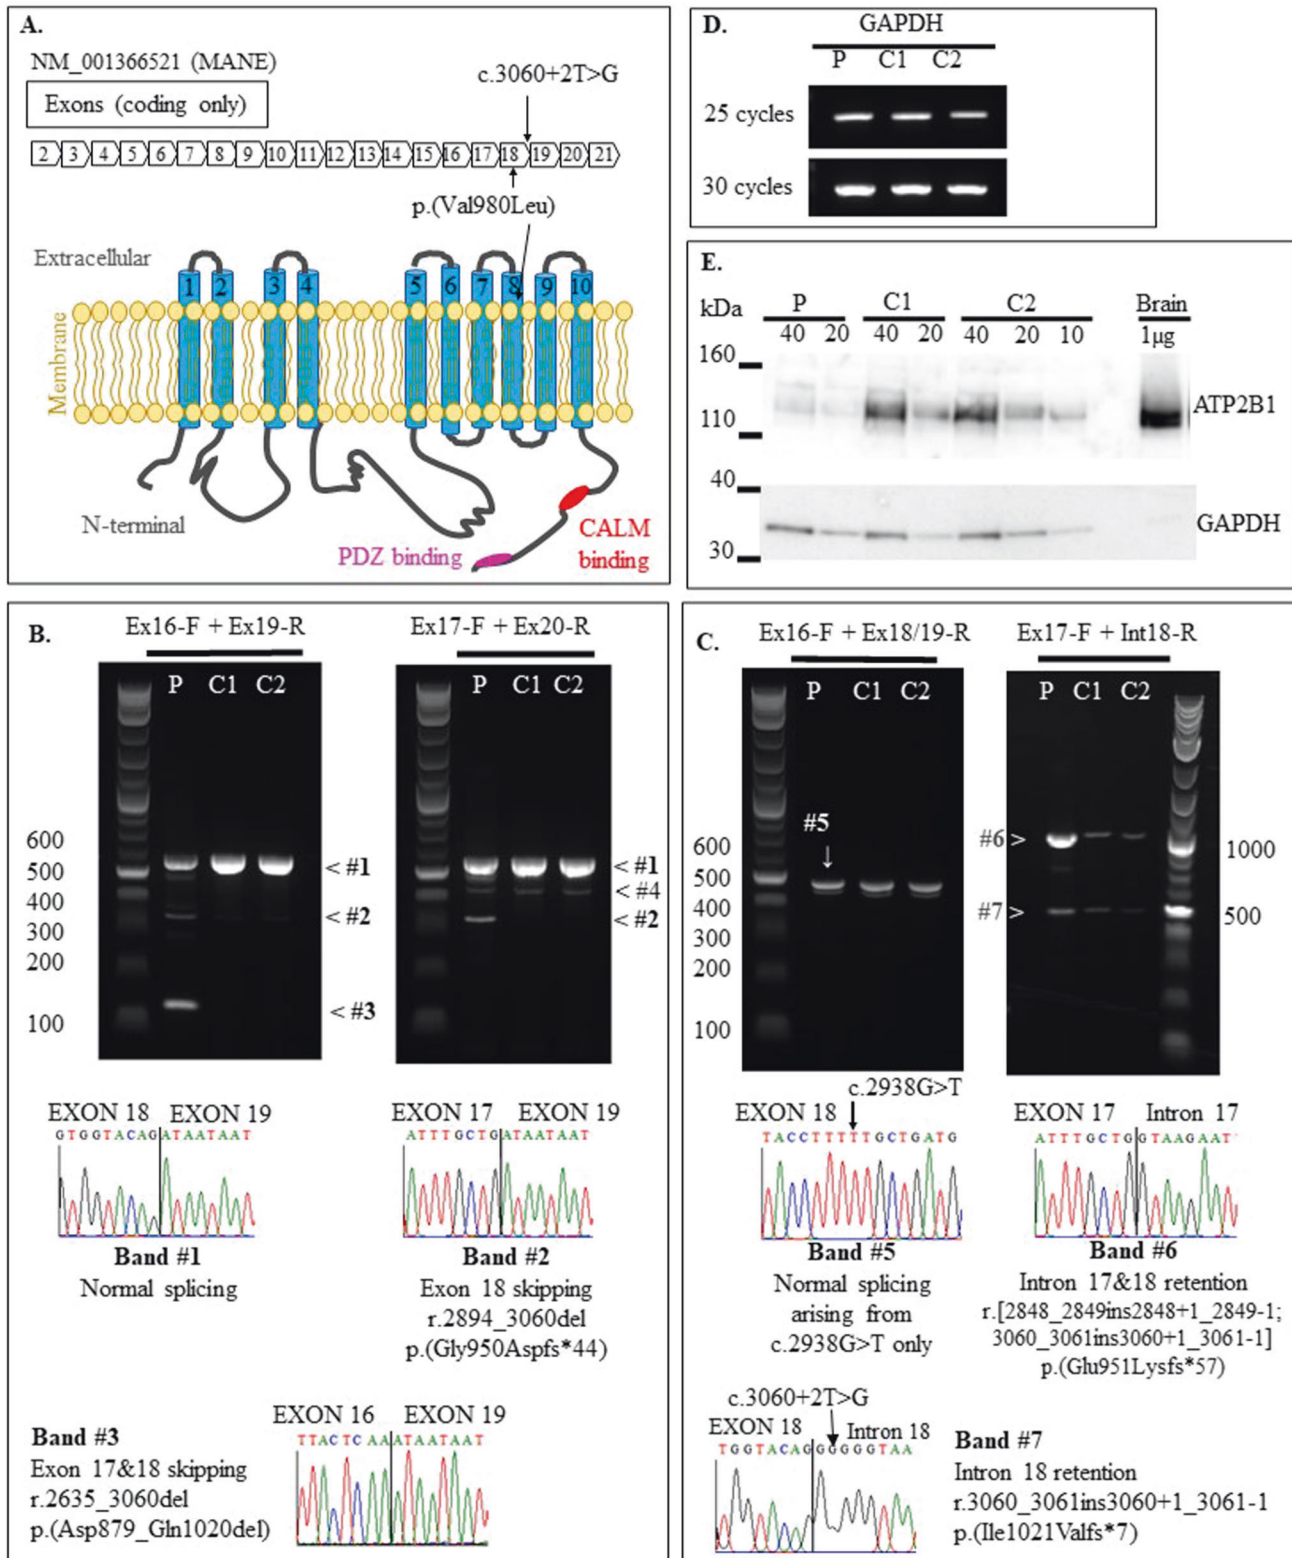 A.
NM_001366521 (MANE)
Exons (coding only)
c.3060+2T>G
2 3 4 5 6 7 8 9 10 11 12 13 14 15 16 17 18 19 20 21
p.(Val980Leu)
Extracellular
Membrane
1 2 3 4 5 6 7 8 9 10
N-terminal
PDZ binding
CALM
binding
D.
GAPDH
P C1 C2
25 cycles
30 cycles
E.
kDa
P C1 C2 Brain
40 20 40 20 40 20 10 1µg
160
110
ATP2B1
40
30
GAPDH
B.
Ex16-F + Ex19-R
Ex17-F + Ex20-R
P C1 C2
P C1 C2
600
500
400
300
200
100
< #1
< #2
< #3
< #1
< #4
< #2
EXON 18 EXON 19
GTGGTACAGATAATAAT
Band #1
Normal splicing
EXON 17 EXON 19
ATTTGCTGATAATAAT
Band #2
Exon 18 skipping
r.2894_3060del
p.(Gly950Aspfs*44)
Band #3
Exon 17&18 skipping
r.2635_3060del
p.(Asp879_Gln1020del)
EXON 16 EXON 19
TTACTCAAATAATAAT
C.
Ex16-F + Ex18/19-R
Ex17-F + Int18-R
P C1 C2
P C1 C2
#5
600
500
400
300
200
100
#6 >
#7 >
1000
500
c.2938G>T
EXON 18
TACCTTTTTGCTGATG
Band #5
Normal splicing
arising from
c.2938G>T only
EXON 17 Intron 17
ATTTGCTGGTAAGAAT
Band #6
Intron 17&18 retention
r.[2848_2849ins2848+1_2849-1;
3060_3061ins3060+1_3061-1]
p.(Glu951Lysfs*57)
c.3060+2T>G
EXON 18 Intron 18
TGGTACAGGGGGGTAA
Band #7
Intron 18 retention
r.3060_3061ins3060+1_3061-1
p.(Ile1021Valfs*7)